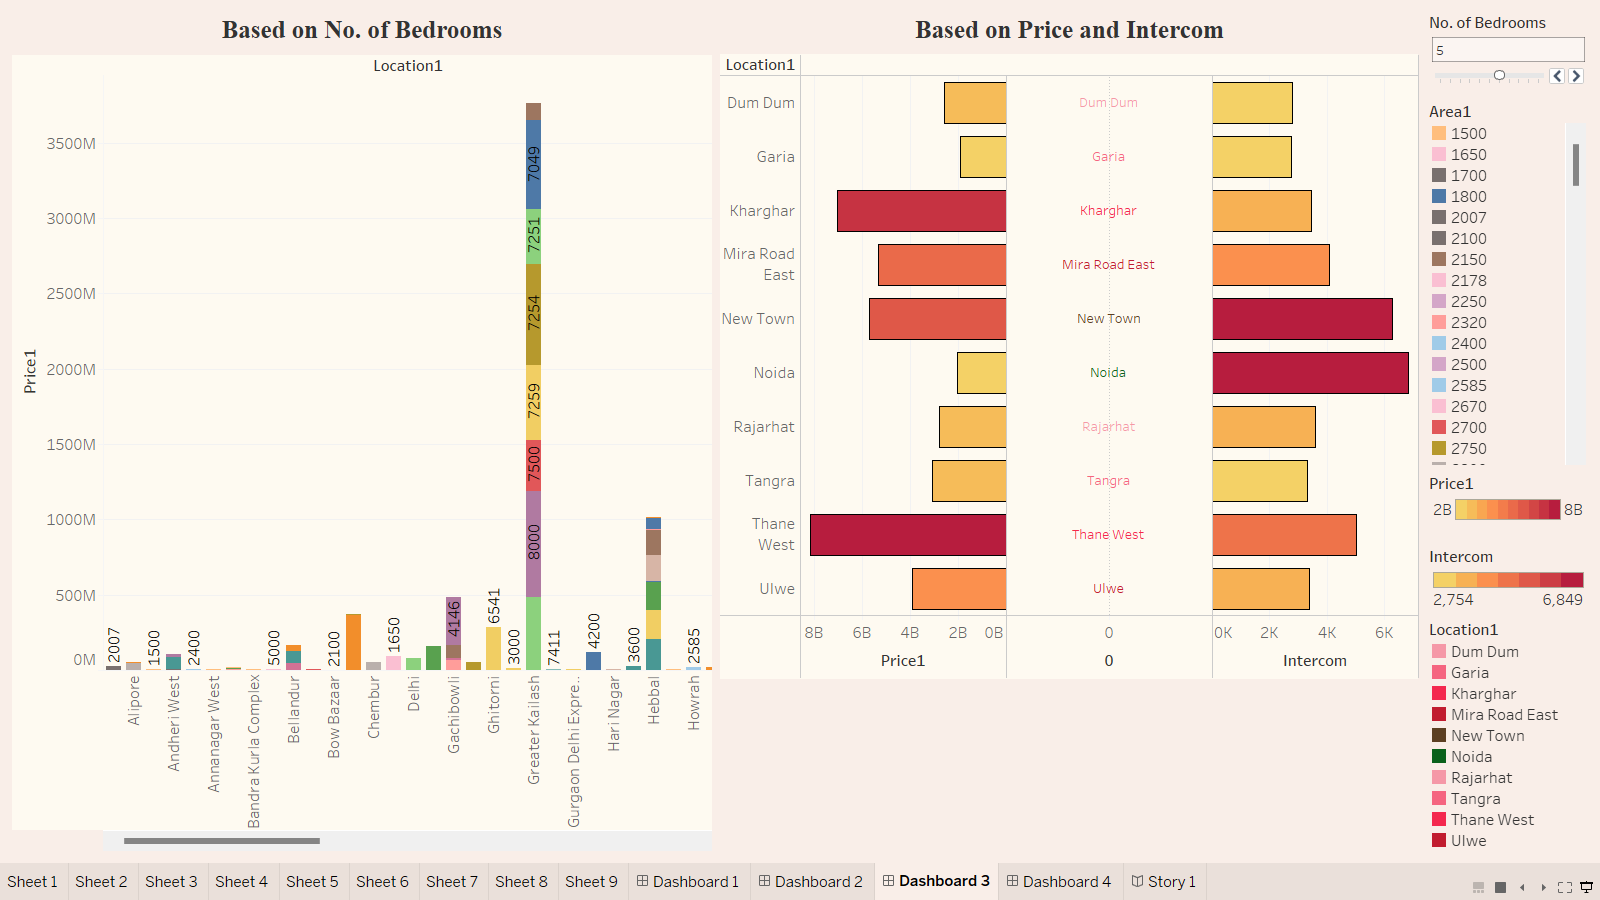 Based on No. of Bedrooms
Location1
Price1
3500M
3000M
2500M
2000M
1500M
1000M
500M
0M
2007
1500
2400
5000
2100
1650
4146
6541
3000
7049
7251
7254
7259
7500
8000
7411
4200
3600
2585
Alipore
Andheri West
Annanagar West
Bandra Kurla Complex
Bellandur
Bow Bazaar
Chembur
Delhi
Gachibowli
Ghitorni
Greater Kailash
Gurgaon Delhi Expre..
Hari Nagar
Hebbal
Howrah
Based on Price and Intercom
Location1
Dum Dum
Dum Dum
Garia
Garia
Kharghar
Kharghar
Mira Road
East
Mira Road East
New Town
New Town
Noida
Noida
Rajarhat
Rajarhat
Tangra
Tangra
Thane
West
Thane West
Ulwe
Ulwe
8B 6B 4B 2B 0B 0 0K 2K 4K 6K
Price1 0 Intercom
No. of Bedrooms
5
Area1
1500
1650
1700
1800
2007
2100
2150
2178
2250
2320
2400
2500
2585
2670
2700
2750
Price1
2B 8B
Intercom
2,754 6,849
Location1
Dum Dum
Garia
Kharghar
Mira Road East
New Town
Noida
Rajarhat
Tangra
Thane West
Ulwe
Sheet 1 Sheet 2 Sheet 3 Sheet 4 Sheet 5 Sheet 6 Sheet 7 Sheet 8 Sheet 9 Dashboard 1 Dashboard 2 Dashboard 3 Dashboard 4 Story 1